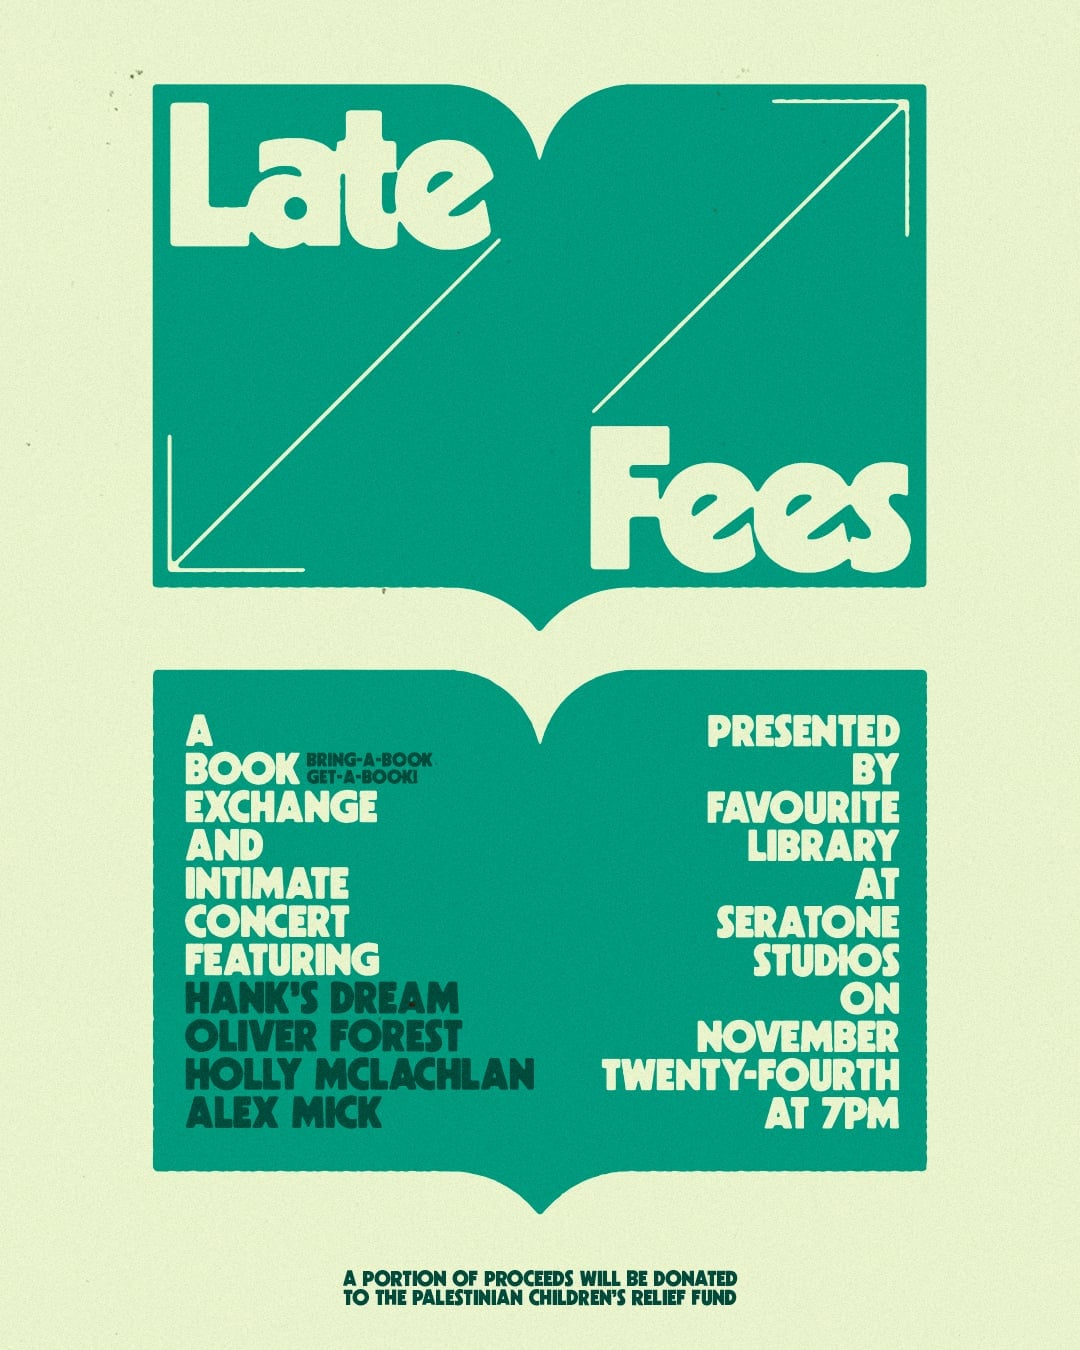 Late
Fees
A
BOOK
BRING-A-BOOK
GET-A-BOOK!
EXCHANGE
AND
INTIMATE
CONCERT
FEATURING
HANK'S DREAM
OLIVER FOREST
HOLLY MCLACHLAN
ALEX MICK
PRESENTED
BY
FAVOURITE
LIBRARY
AT
SERATONE
STUDIOS
ON
NOVEMBER
TWENTY-FOURTH
AT 7PM
A PORTION OF PROCEEDS WILL BE DONATED
TO THE PALESTINIAN CHILDREN'S RELIEF FUND